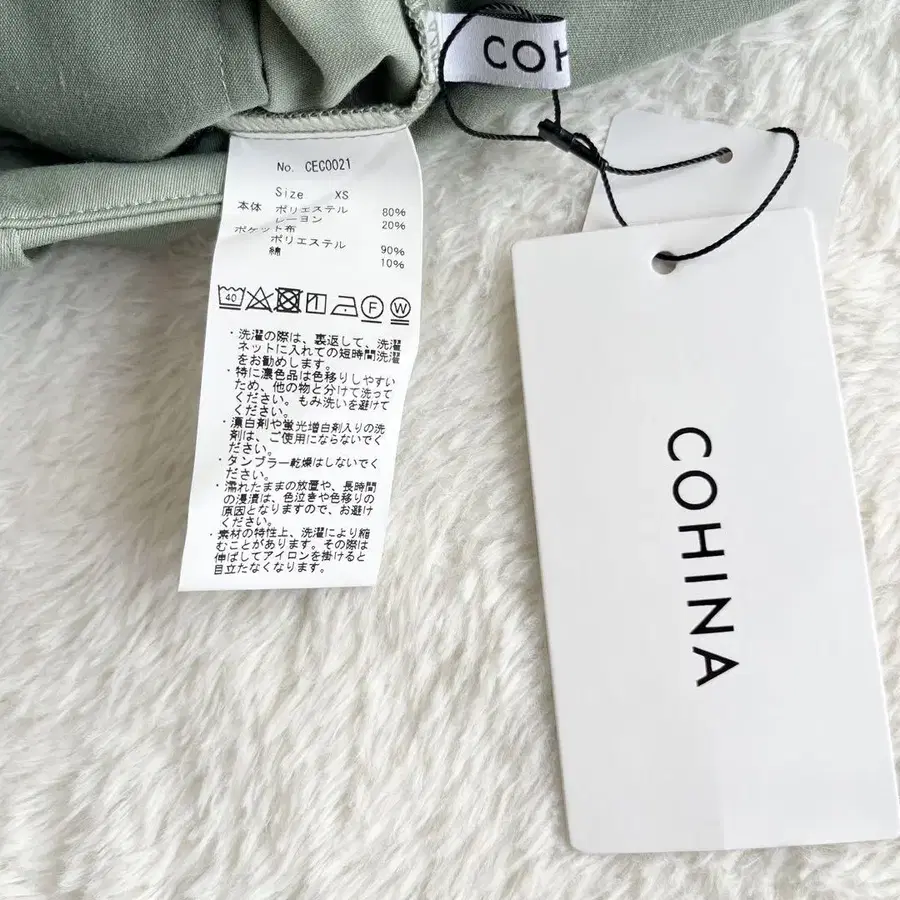 COH
No. CEC0021
Size XS
本体 ポリエステル 80%
レーヨン 20%
ポケット布
ポリエステル 90%
綿 10%
40 F W
・洗濯の際は、裏返して、洗濯
ネットに入れての短時間洗濯
をお勧めします。
・特に濃色品は色移りしやすい
ため、他の物と分けて洗って
ください。もみ洗いを避けて
ください。
・漂白剤や蛍光増白剤入りの洗
剤は、ご使用にならないでく
ださい。
・タンブラー乾燥はしないでく
ださい。
・濡れたままの放置や、長時間
の浸漬は、色泣きや色移りの
原因となりますので、お避け
ください。
・素材の特性上、洗濯により縮
むことがあります。その際は
伸ばしてアイロンを掛けると
目立たなくなります。
COHINA